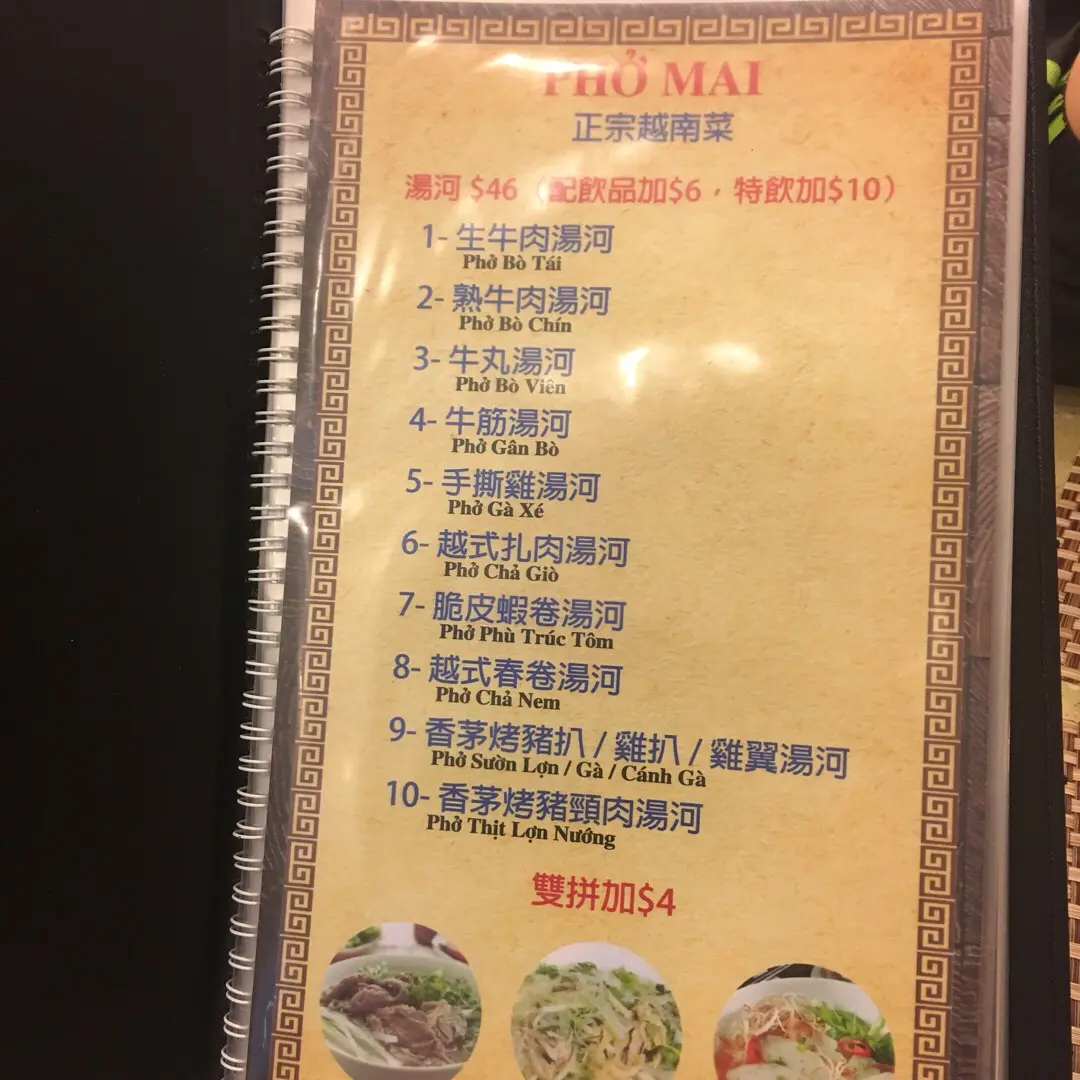 PHỞ MAI
正宗越南菜
湯河 $46（配飲品加$6，特飲加$10）
1- 生牛肉湯河
Phở Bò Tái
2- 熟牛肉湯河
Phở Bò Chín
3- 牛丸湯河
Phở Bò Viên
4- 牛筋湯河
Phở Gân Bò
5- 手撕雞湯河
Phở Gà Xé
6- 越式扎肉湯河
Phở Chả Giò
7- 脆皮蝦卷湯河
Phở Phù Trúc Tôm
8- 越式春卷湯河
Phở Chả Nem
9- 香茅烤豬扒 / 雞扒 / 雞翼湯河
Phở Sườn Lợn / Gà / Cánh Gà
10- 香茅烤豬頸肉湯河
Phở Thịt Lợn Nướng
雙拼加$4